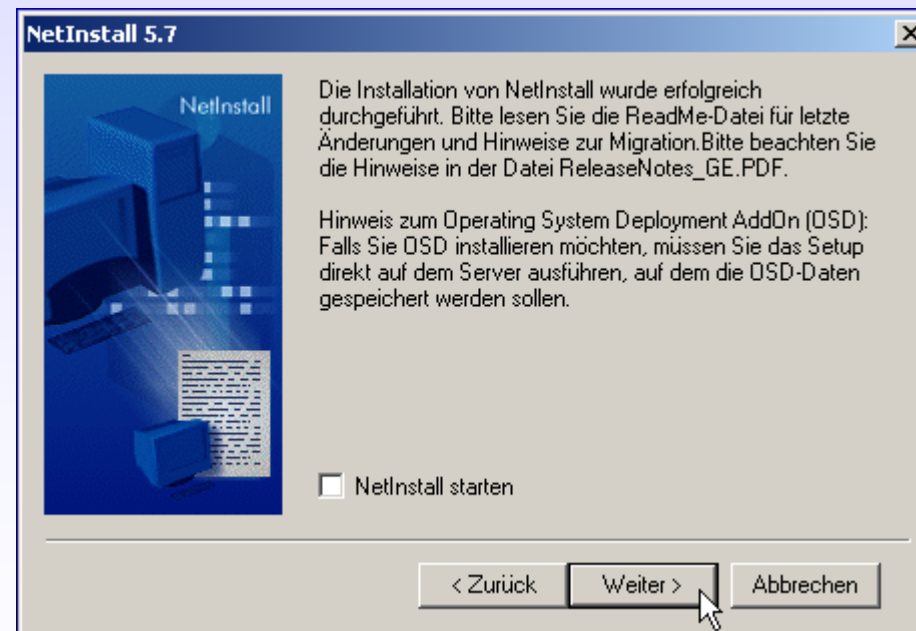 NetInstall 5.7
NetInstall
Die Installation von NetInstall wurde erfolgreich
durchgeführt. Bitte lesen Sie die ReadMe-Datei für letzte
Änderungen und Hinweise zur Migration.Bitte beachten Sie
die Hinweise in der Datei ReleaseNotes_GE.PDF.
Hinweis zum Operating System Deployment AddOn (OSD):
Falls Sie OSD installieren möchten, müssen Sie das Setup
direkt auf dem Server ausführen, auf dem die OSD-Daten
gespeichert werden sollen.
NetInstall starten
< Zurück
Weiter >
Abbrechen